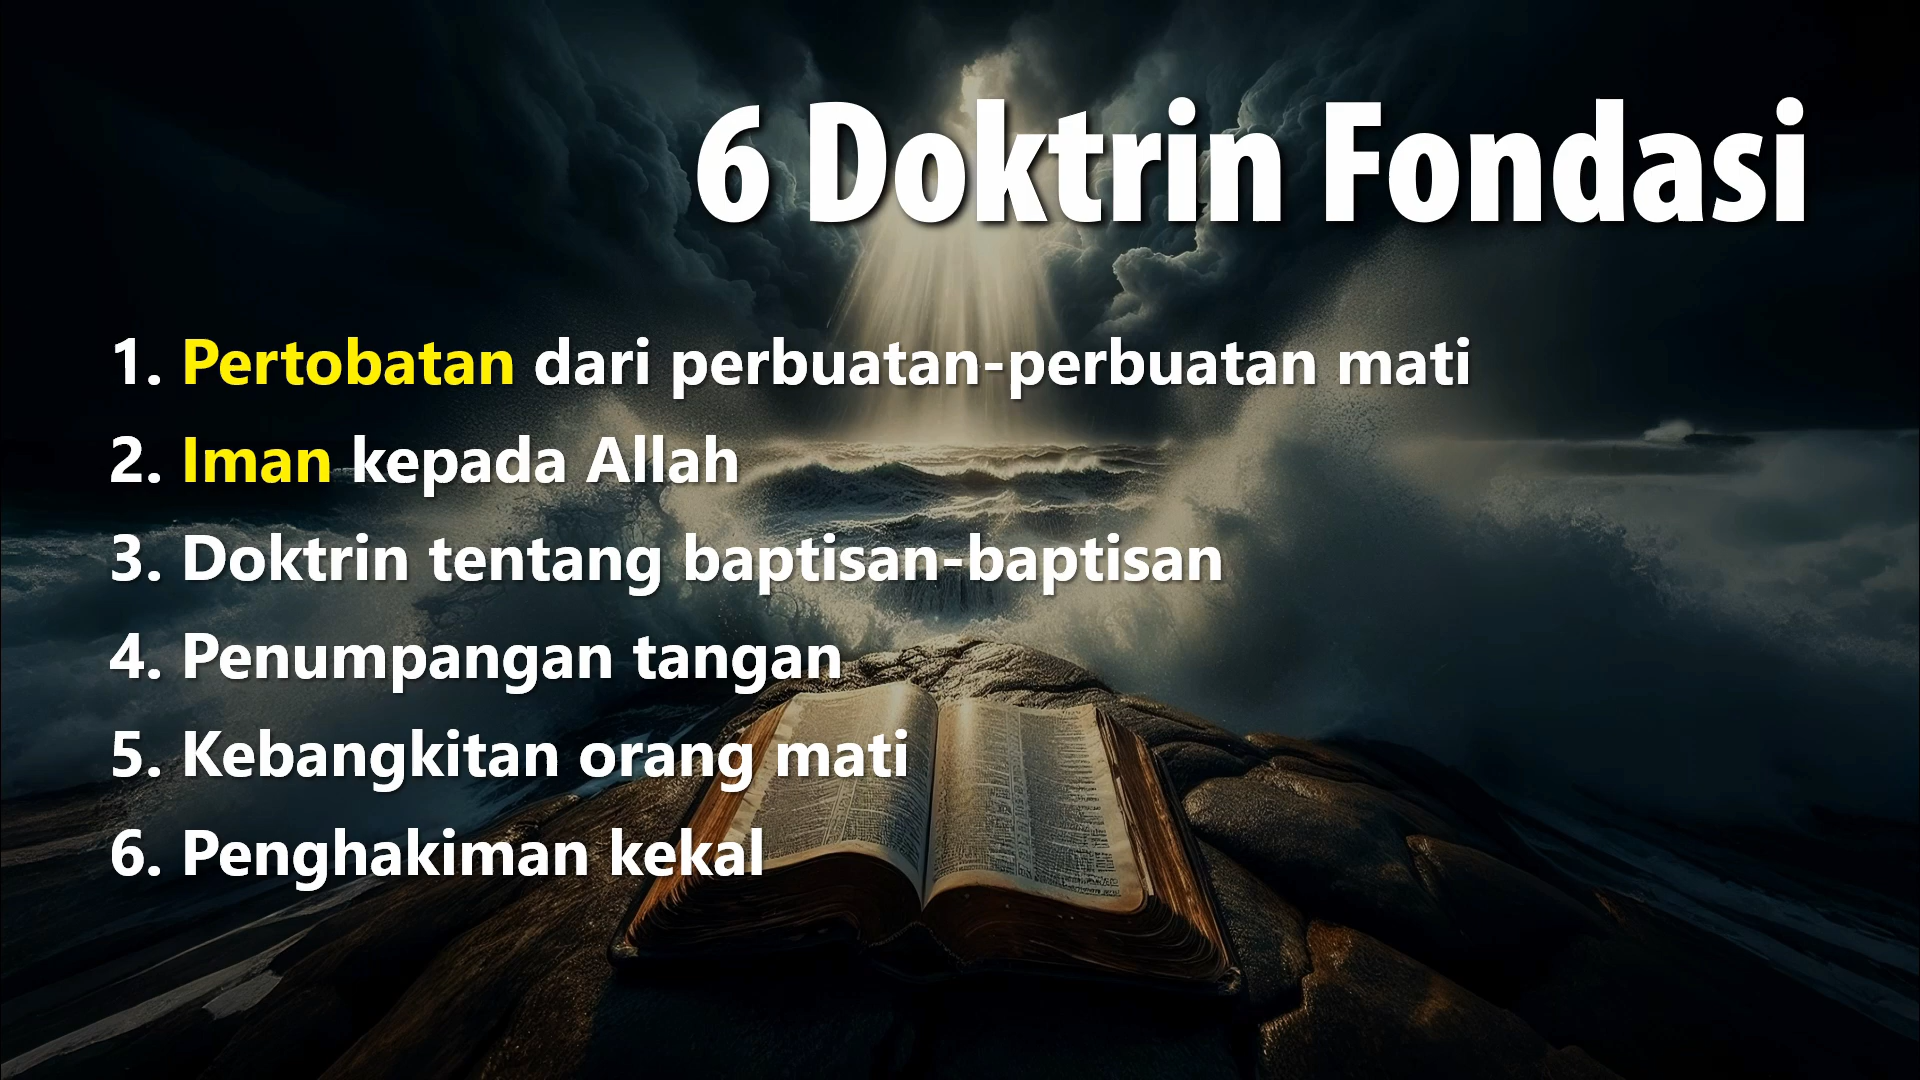 6 Doktrin Fondasi
1. Pertobatan dari perbuatan-perbuatan mati
2. Iman kepada Allah
3. Doktrin tentang baptisan-baptisan
4. Penumpangan tangan
5. Kebangkitan orang mati
6. Penghakiman kekal